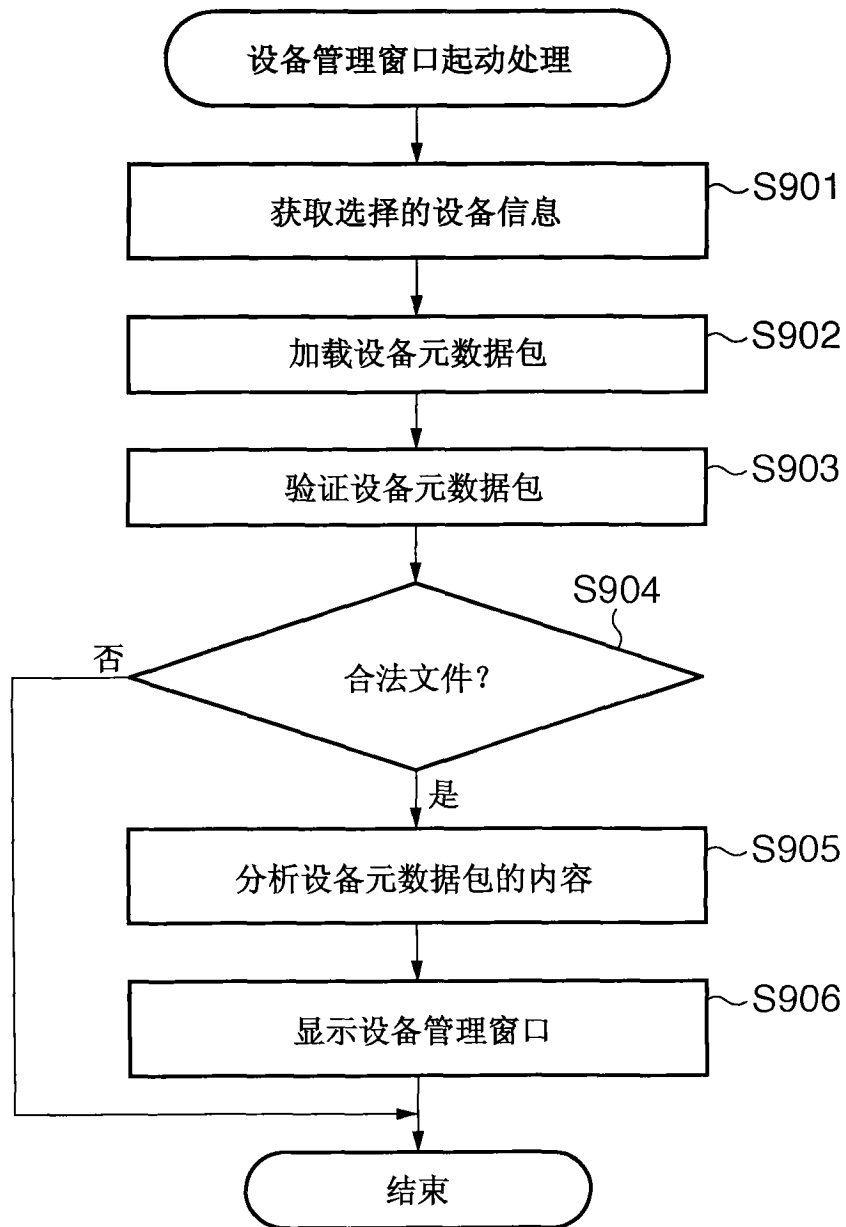 设备管理窗口起动处理
S901
获取选择的设备信息
S902
加载设备元数据包
S903
验证设备元数据包
S904
否
合法文件?
是
S905
分析设备元数据包的内容
S906
显示设备管理窗口
结束